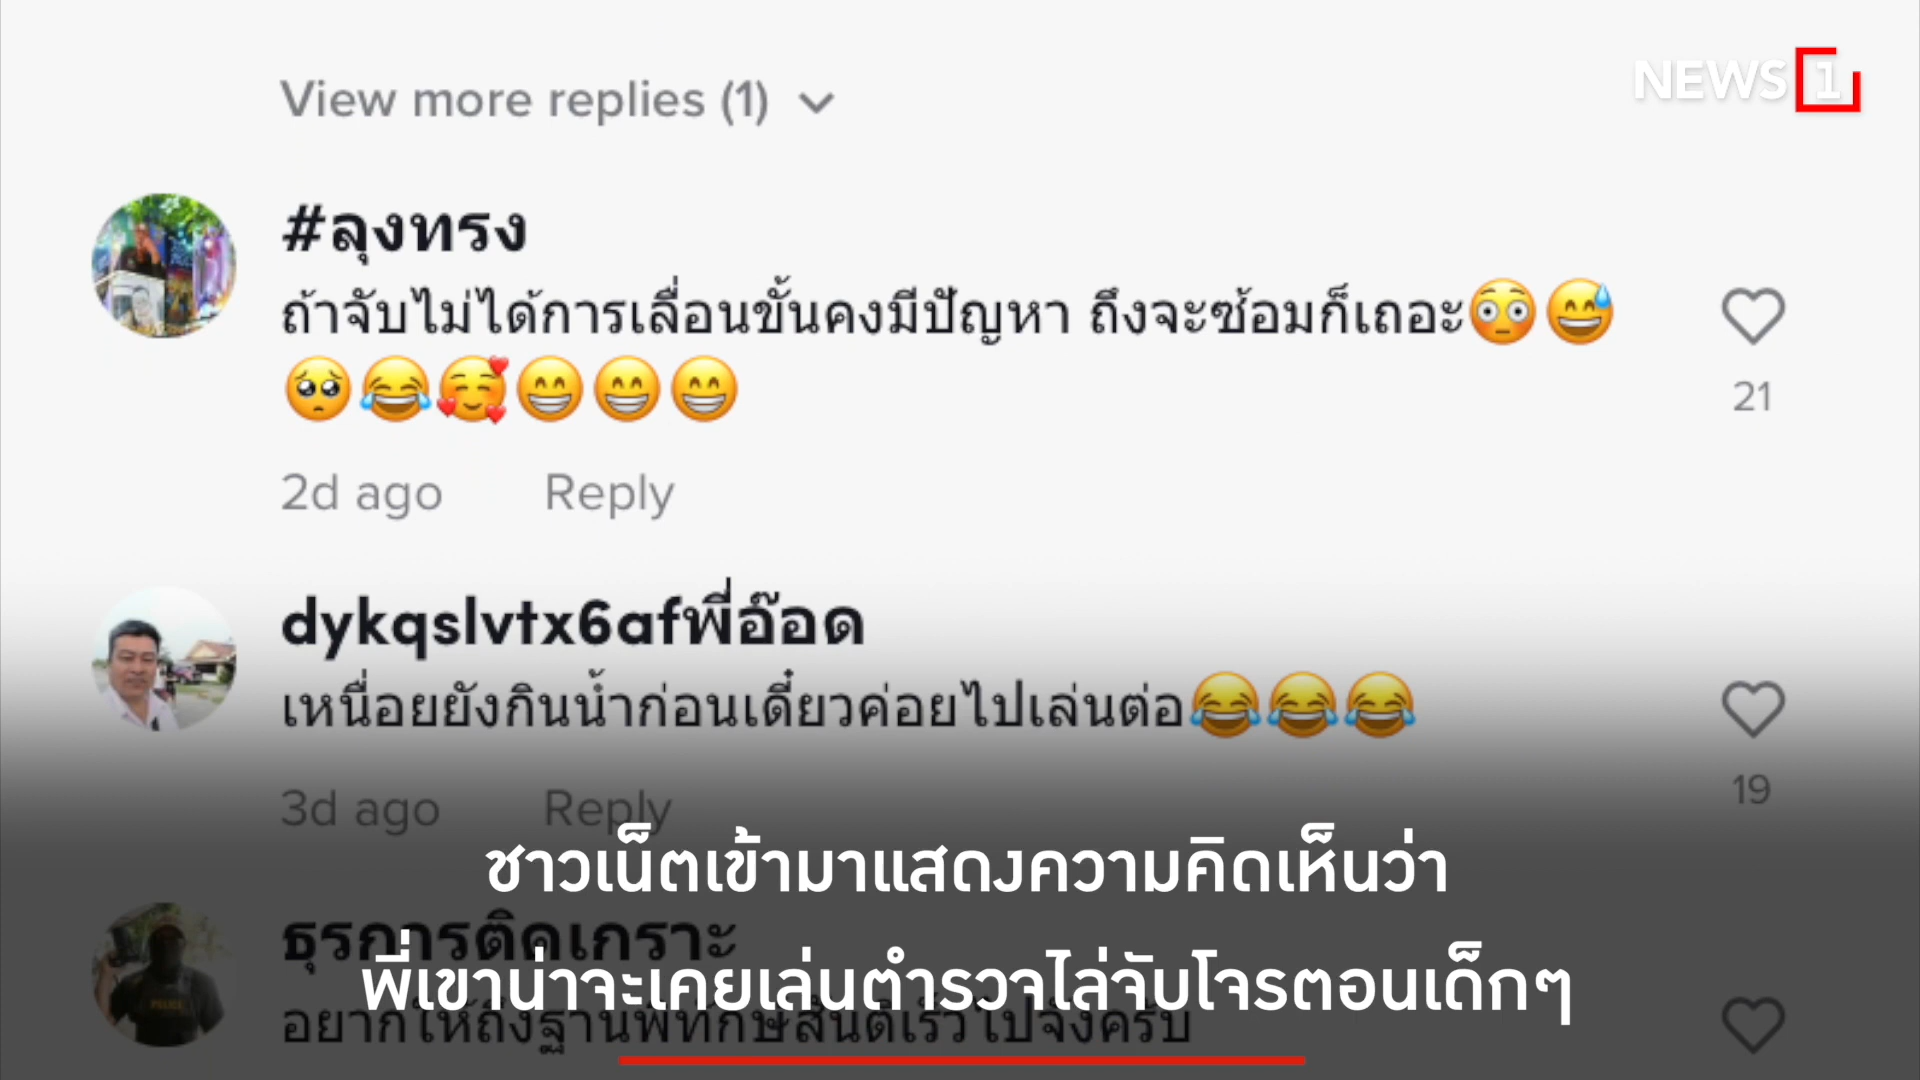 View more replies (1)
NEWS 1
#ลุงทรง
ถ้าจับไม่ได้การเลื่อนขั้นคงมีปัญหา ถึงจะซ้อมก็เถอะ😳😅
🥺😂🥰😁😁😁
21
2d ago Reply
dykqslvtx6afพี่อ๊อด
เหนื่อยยังกินน้ำก่อนเดี๋ยวค่อยไปเล่นต่อ😂😂😂
19
3d ago Reply
ชาวเน็ตเข้ามาแสดงความคิดเห็นว่า
ธุรการติดเกราะ
พี่เขาน่าจะเคยเล่นตำรวจไล่จับโจรตอนเด็กๆ
อยากให้ถึงฐานพิทักษ์สันติเร็วไปจังครับ